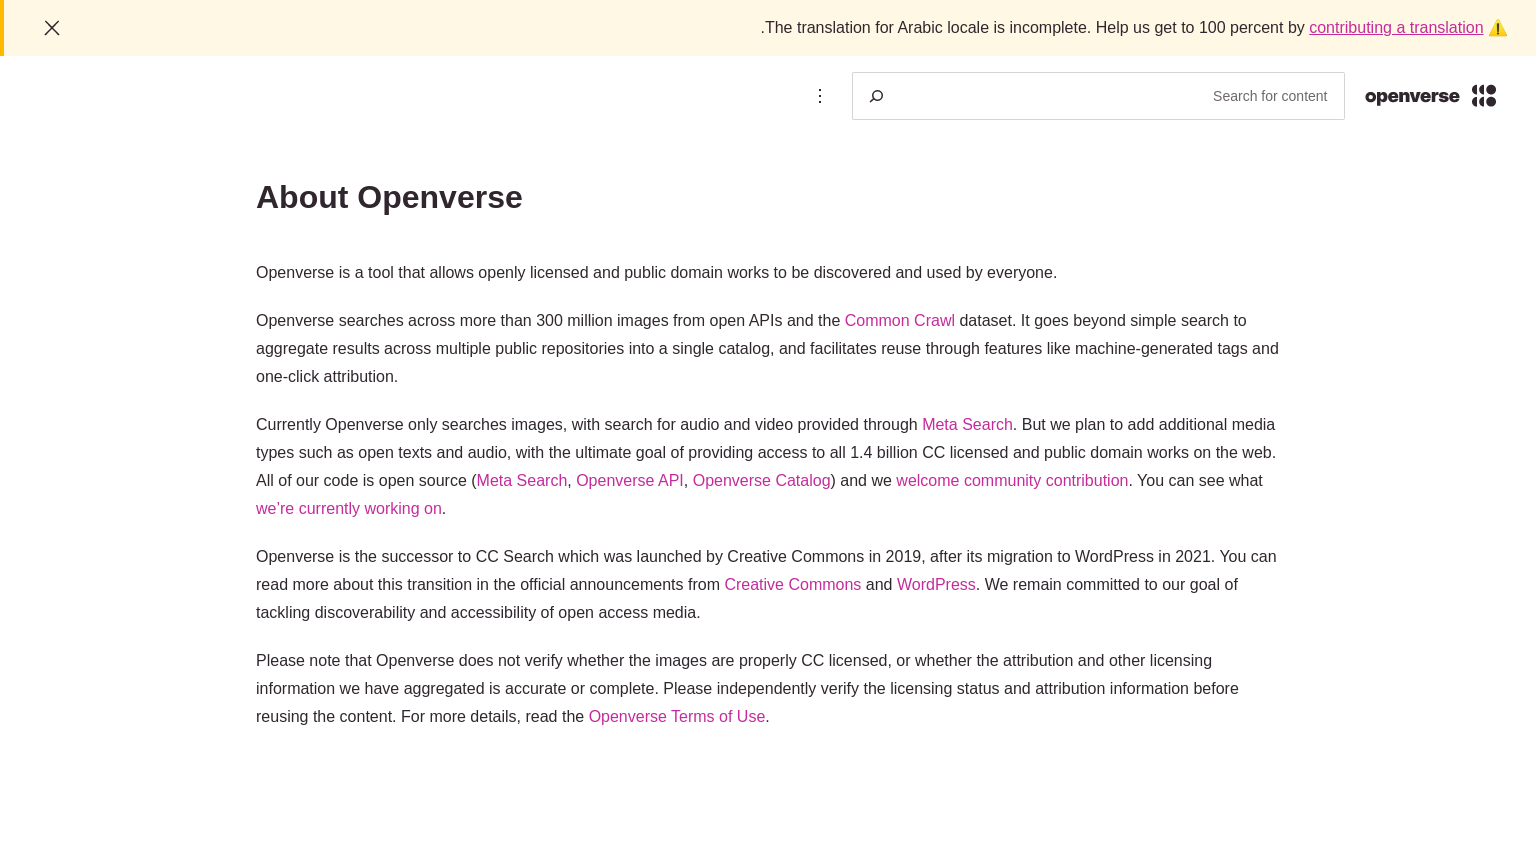 .The translation for Arabic locale is incomplete. Help us get to 100 percent by contributing a translation ⚠️
Search for content
openverse
About Openverse
Openverse is a tool that allows openly licensed and public domain works to be discovered and used by everyone.
Openverse searches across more than 300 million images from open APIs and the Common Crawl dataset. It goes beyond simple search to
aggregate results across multiple public repositories into a single catalog, and facilitates reuse through features like machine-generated tags and
one-click attribution.
Currently Openverse only searches images, with search for audio and video provided through Meta Search. But we plan to add additional media
types such as open texts and audio, with the ultimate goal of providing access to all 1.4 billion CC licensed and public domain works on the web.
All of our code is open source (Meta Search, Openverse API, Openverse Catalog) and we welcome community contribution. You can see what
we’re currently working on.
Openverse is the successor to CC Search which was launched by Creative Commons in 2019, after its migration to WordPress in 2021. You can
read more about this transition in the official announcements from Creative Commons and WordPress. We remain committed to our goal of
tackling discoverability and accessibility of open access media.
Please note that Openverse does not verify whether the images are properly CC licensed, or whether the attribution and other licensing
information we have aggregated is accurate or complete. Please independently verify the licensing status and attribution information before
reusing the content. For more details, read the Openverse Terms of Use.